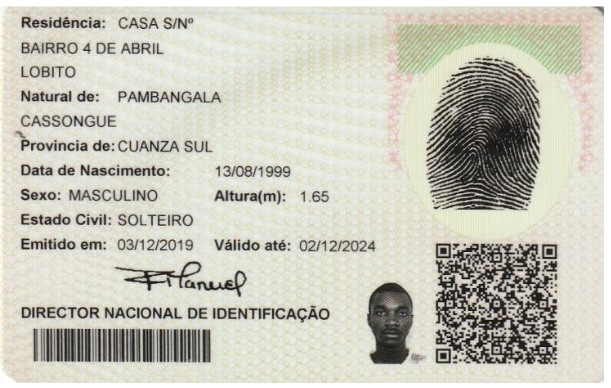 Residência: CASA S/Nº
BAIRRO 4 DE ABRIL
LOBITO
Natural de: PAMBANGALA
CASSONGUE
Provincia de: CUANZA SUL
Data de Nascimento: 13/08/1999
Sexo: MASCULINO Altura(m): 1.65
Estado Civil: SOLTEIRO
Emitido em: 03/12/2019 Válido até: 02/12/2024
DIRECTOR NACIONAL DE IDENTIFICAÇÃO